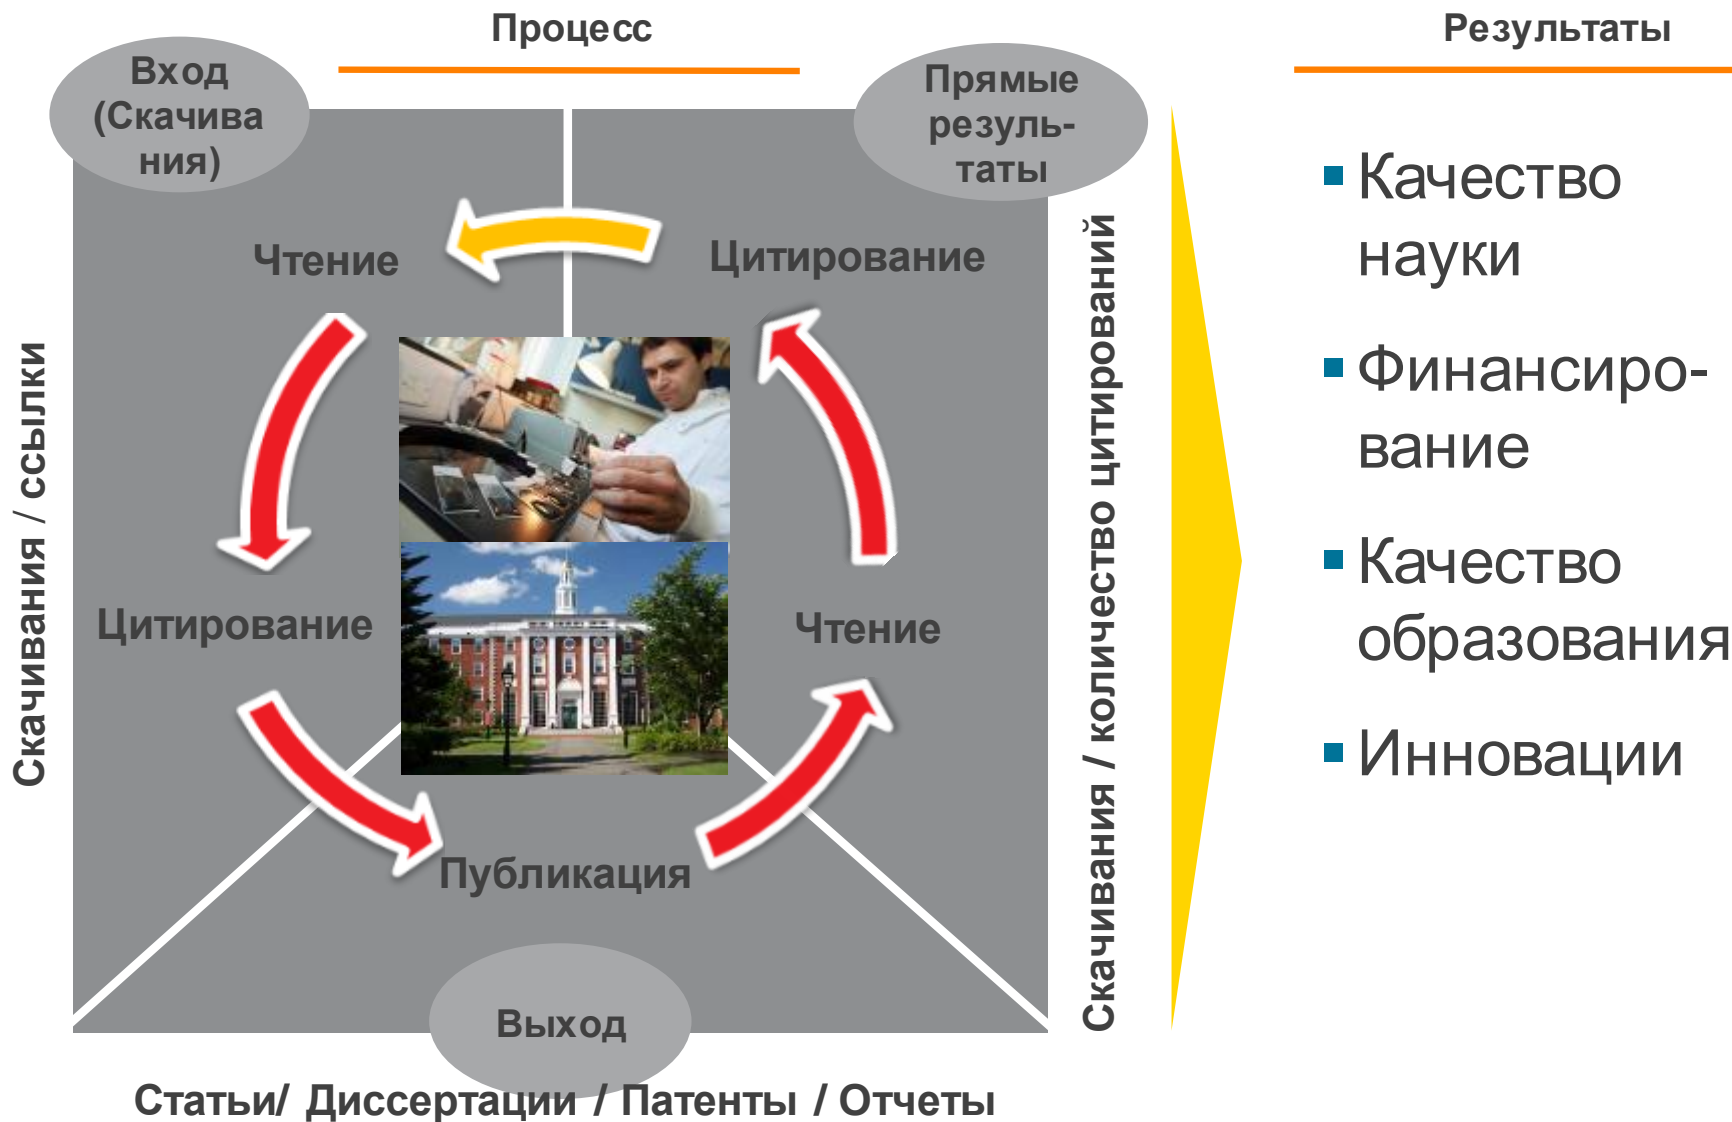 Процесс
Результаты
Вход
(Скачива
ния)
Прямые
резуль-
таты
Чтение
Цитирование
Скачивания / ссылки
Цитирование
Чтение
Публикация
Скачивания / количество цитирований
Выход
Статьи/ Диссертации / Патенты / Отчеты
Качество
науки
Финансиро-
вание
Качество
образования
Инновации